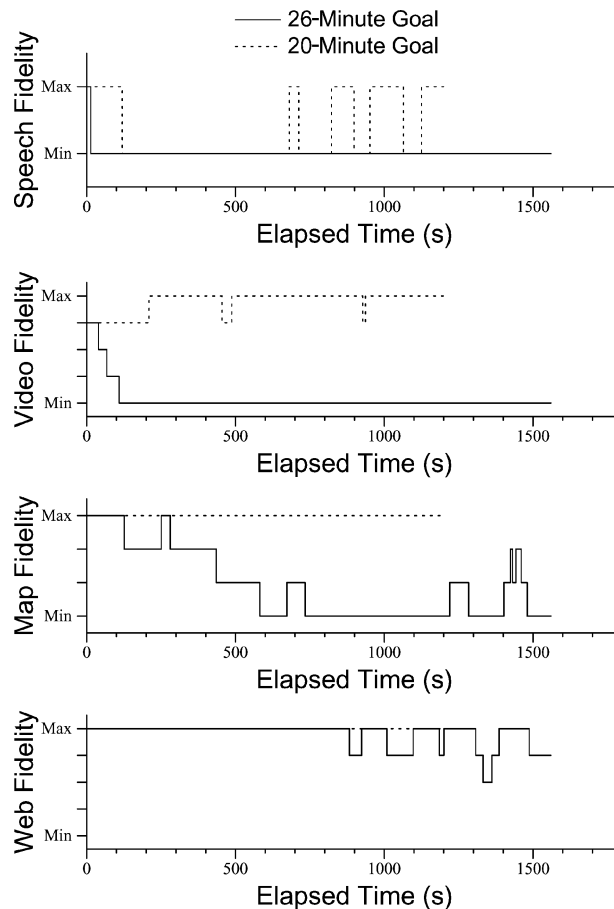 26-Minute Goal
20-Minute Goal
Speech Fidelity
Max
Min
0 500 1000 1500
Elapsed Time (s)
Video Fidelity
Max
Min
0 500 1000 1500
Elapsed Time (s)
Map Fidelity
Max
Min
0 500 1000 1500
Elapsed Time (s)
Web Fidelity
Max
Min
0 500 1000 1500
Elapsed Time (s)